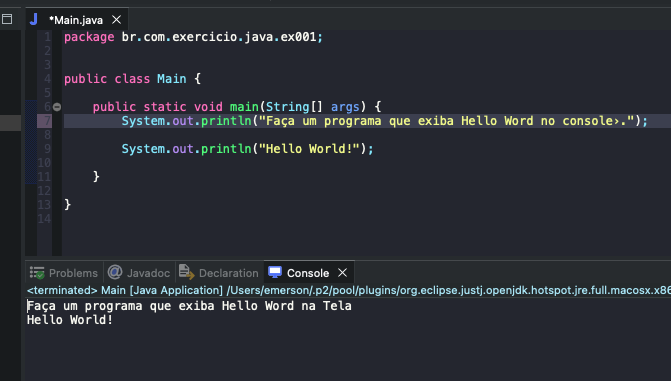 *Main.java
1 package br.com.exercicio.java.ex001;
2
3
4 public class Main {
5
6 public static void main(String[] args) {
7 System.out.println("Faça um programa que exiba Hello Word no console>.");
8
9 System.out.println("Hello World!");
10
11 }
12
13 }
14
Problems @ Javadoc Declaration Console
<terminated> Main [Java Application] /Users/emerson/.p2/pool/plugins/org.eclipse.justj.openjdk.hotspot.jre.full.macosx.x86
Faça um programa que exiba Hello Word na Tela
Hello World!